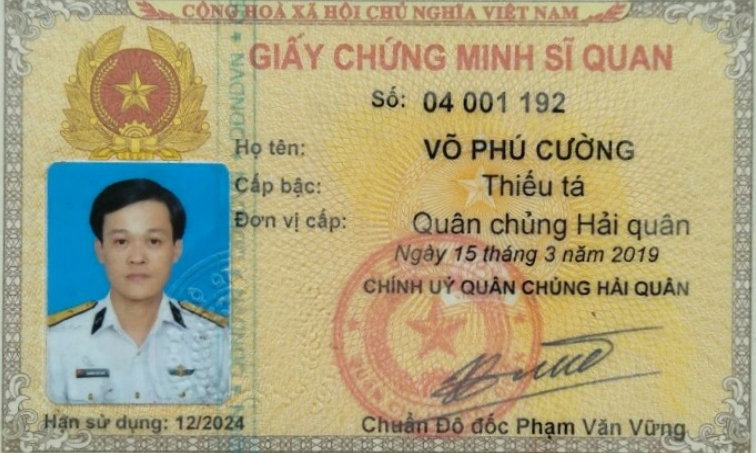 CỘNG HOÀ XÃ HỘI CHỦ NGHĨA VIỆT NAM
GIẤY CHỨNG MINH SĨ QUAN
Số: 04 001 192
Họ tên: VÕ PHÚ CƯỜNG
Cấp bậc: Thiếu tá
Đơn vị cấp: Quân chủng Hải quân
Ngày 15 tháng 3 năm 2019
CHÍNH UỶ QUÂN CHỦNG HẢI QUÂN
Hạn sử dụng: 12/2024
Chuẩn Đô đốc Phạm Văn Vững